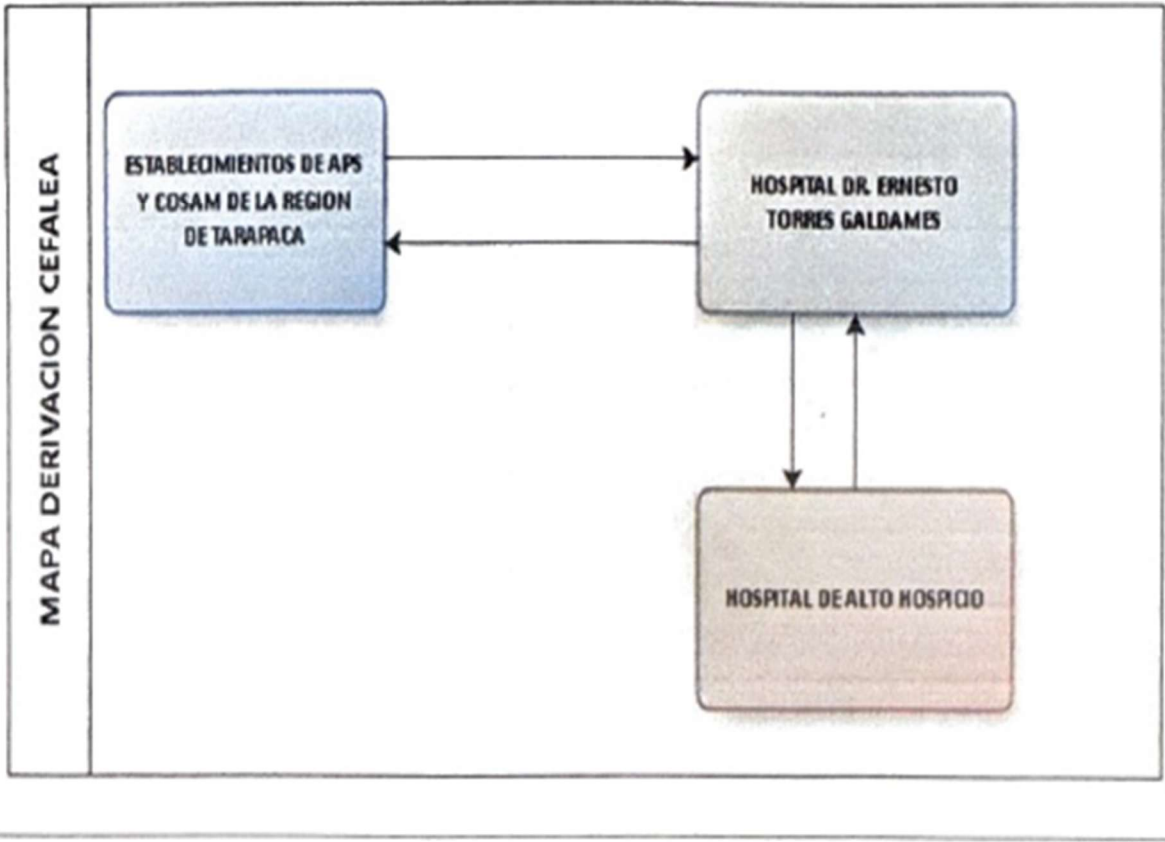 MAPA DERIVACION CEFALEA
ESTABLECIMIENTOS DE APS
Y COSAM DE LA REGION
DE TARAPACA
HOSPITAL DR. ERNESTO
TORRES GALDAMES
HOSPITAL DE ALTO HOSPICIO